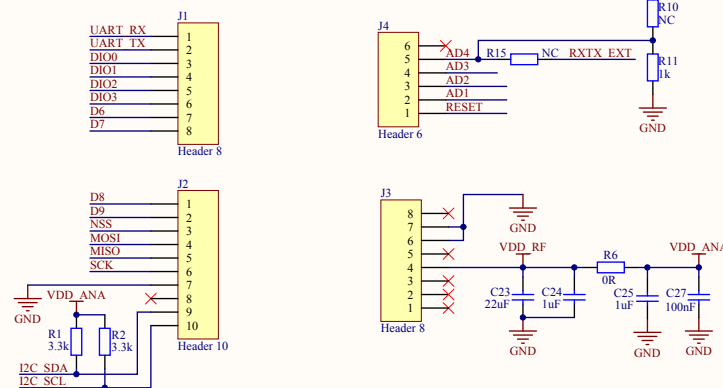 J1
UART_RX 1
UART_TX 2
DIO0 3
DIO1 4
DIO2 5
DIO3 6
D6 7
D7 8
Header 8
J4
6
AD4 5
AD3 4
AD2 3
AD1 2
RESET 1
Header 6
R15 NC RXTX_EXT
R10
NC
R11
1k
GND
J2
D8 1
D9 2
NSS 3
MOSI 4
MISO 5
SCK 6
7
8
9
10
Header 10
GND
VDD_ANA
R1
3.3k
R2
3.3k
I2C_SDA
I2C_SCL
J3
8
7
6
5
4
3
2
1
Header 8
GND
VDD_RF
R6
0R
VDD_ANA
C23
22uF
C24
1uF
C25
1uF
C27
100nF
GND
GND
GND